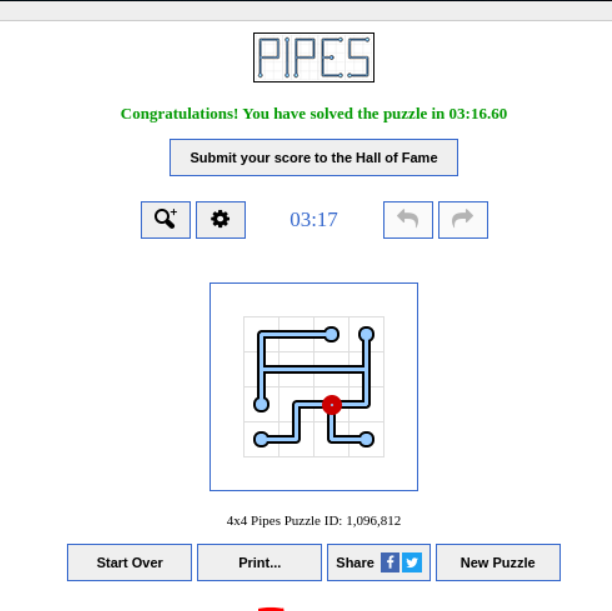 PIPES
Congratulations! You have solved the puzzle in 03:16.60
Submit your score to the Hall of Fame
03:17
4x4 Pipes Puzzle ID: 1,096,812
Start Over Print... Share New Puzzle